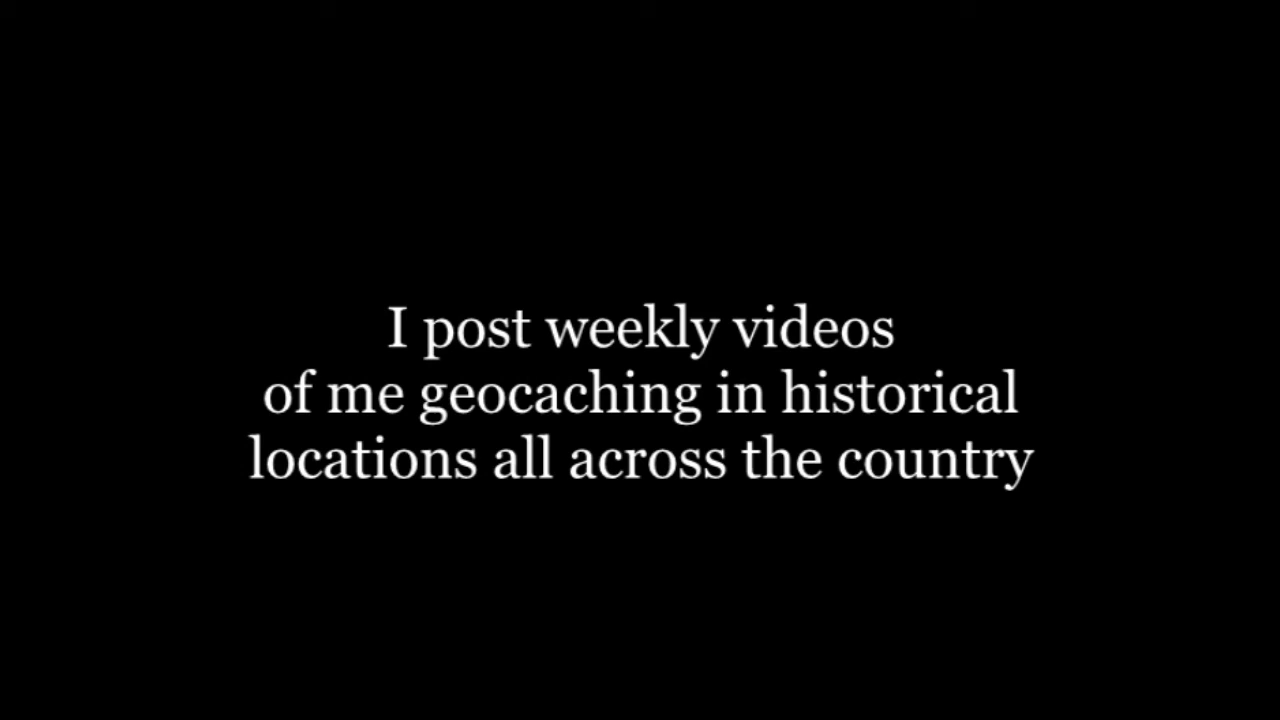 I post weekly videos
of me geocaching in historical
locations all across the country